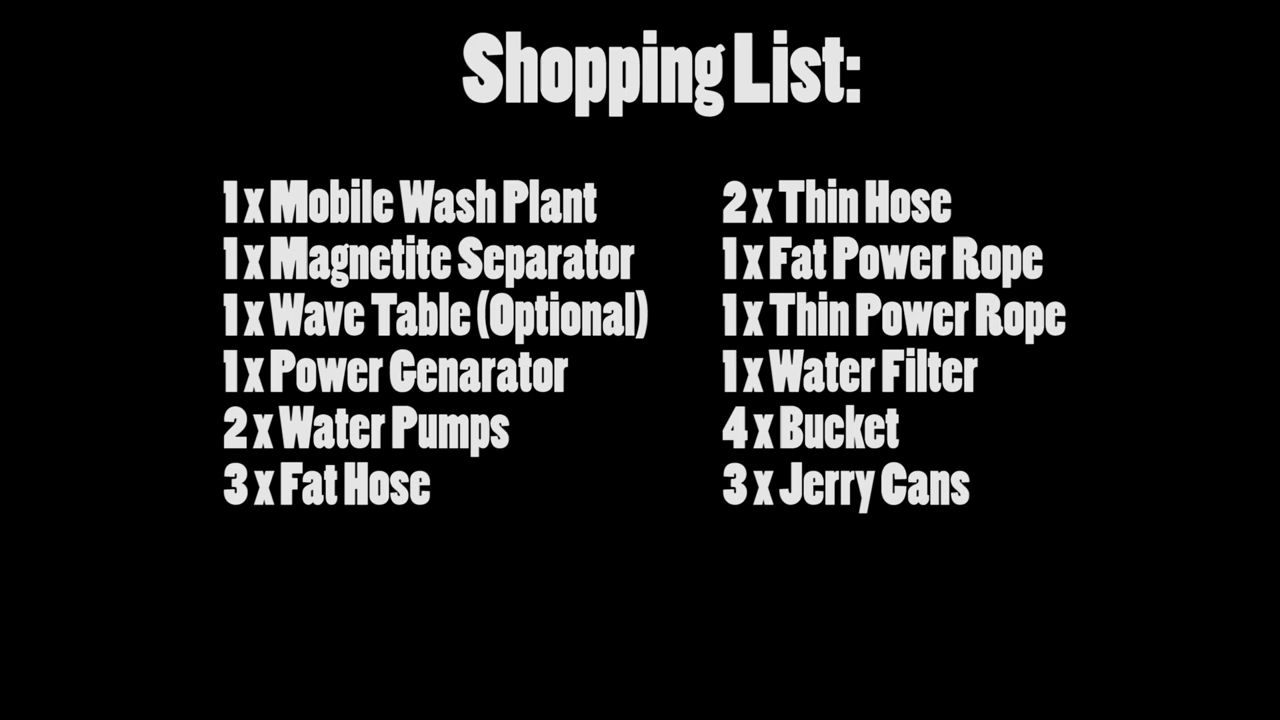 Shopping List:
1 x Mobile Wash Plant
1 x Magnetite Separator
1 x Wave Table (Optional)
1 x Power Genarator
2 x Water Pumps
3 x Fat Hose
2 x Thin Hose
1 x Fat Power Rope
1 x Thin Power Rope
1 x Water Filter
4 x Bucket
3 x Jerry Cans